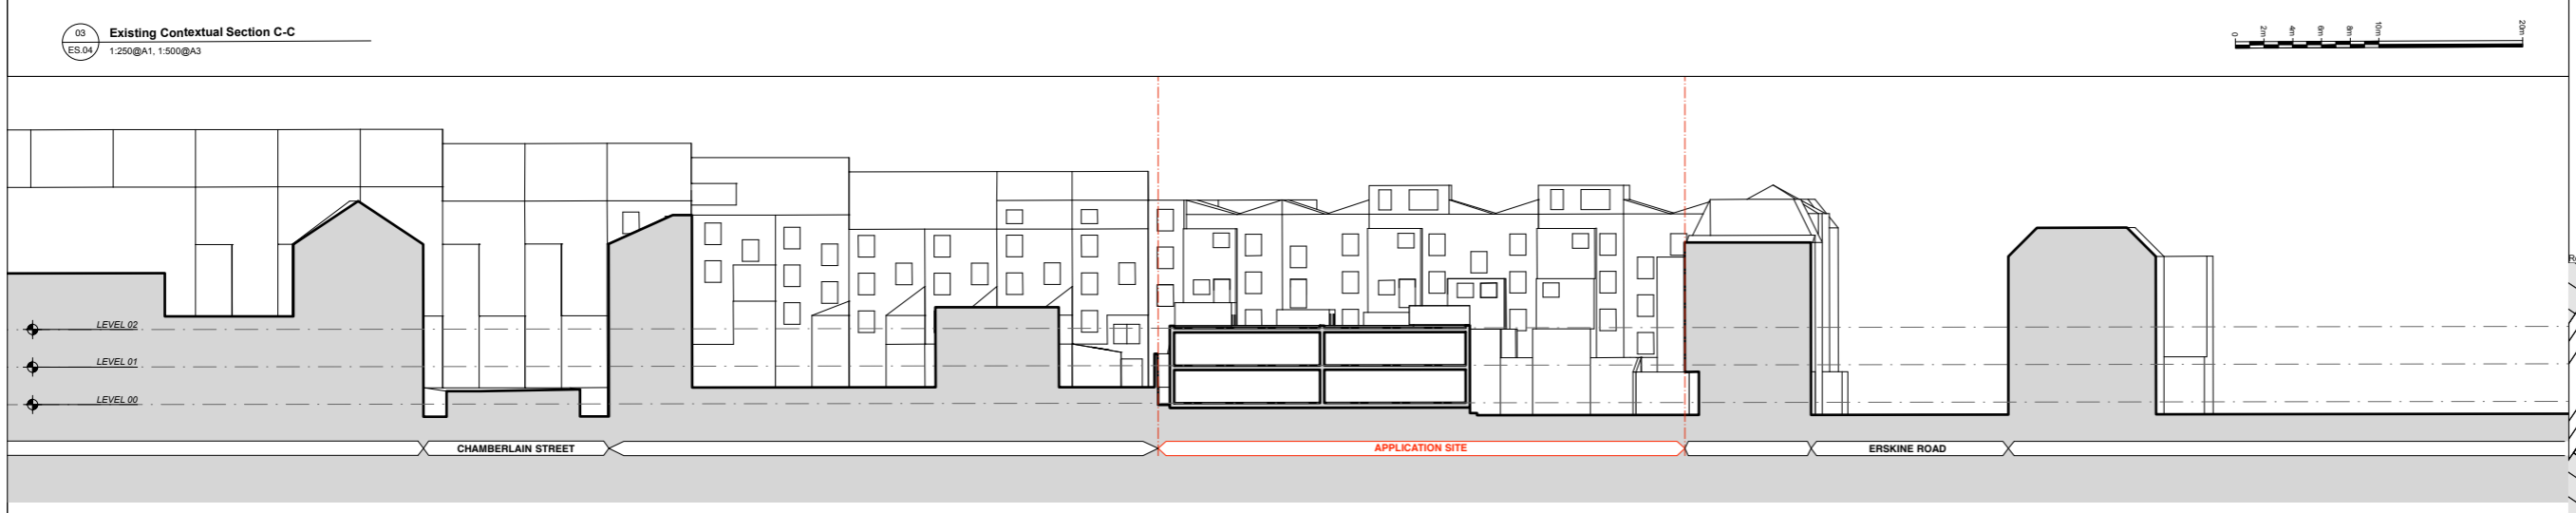 03
ES.04
Existing Contextual Section C-C
1:250@A1, 1:500@A3
0
2m
4m
6m
8m
10m
20m
LEVEL 02
LEVEL 01
LEVEL 00
CHAMBERLAIN STREET
APPLICATION SITE
ERSKINE ROAD